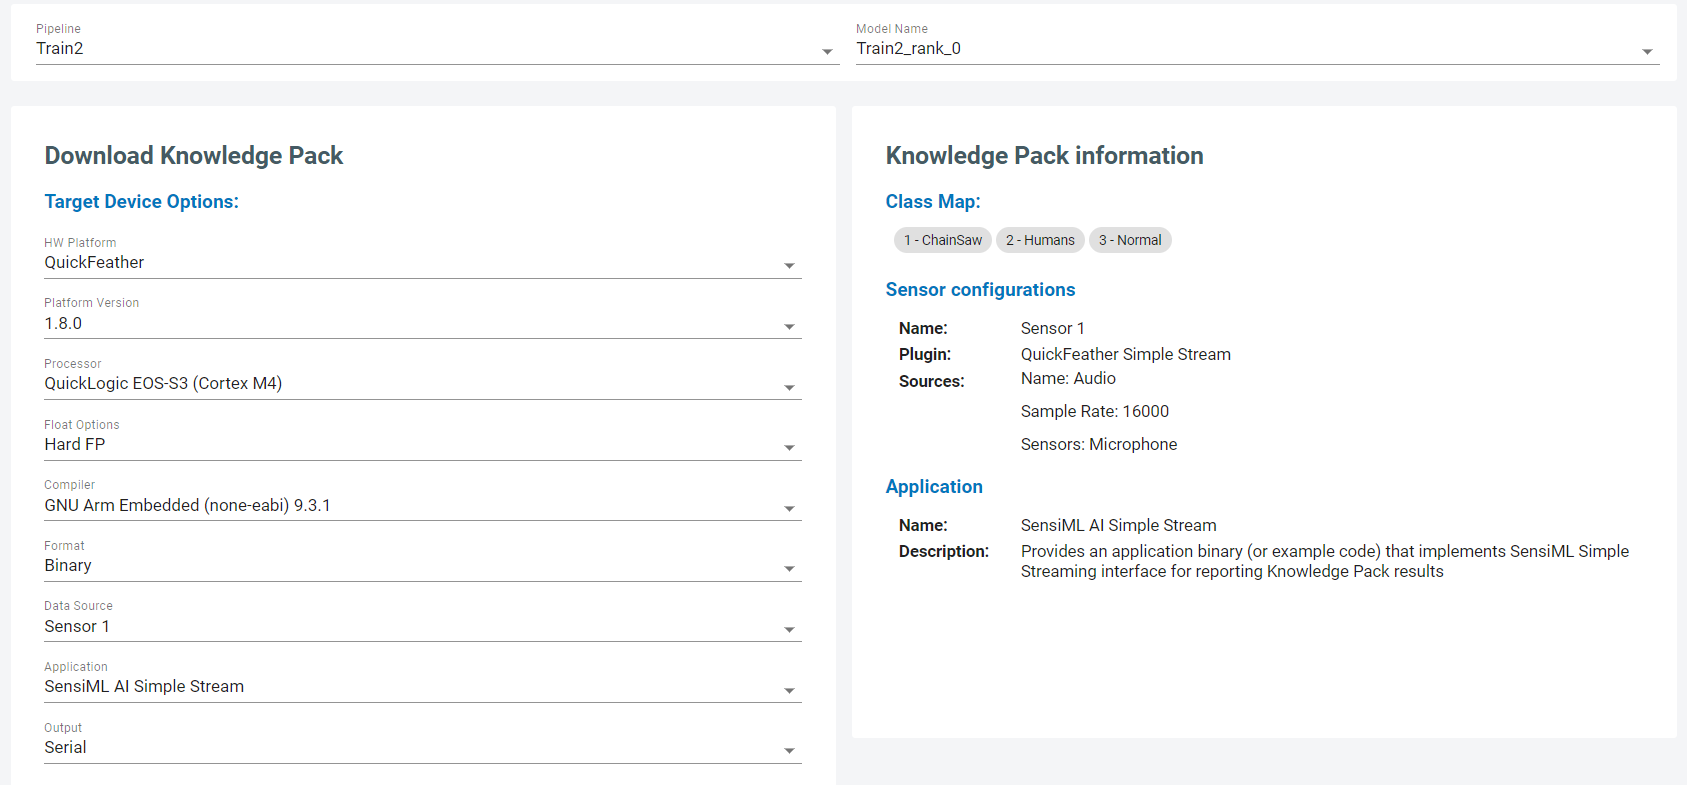 Pipeline
Train2
Model Name
Train2_rank_0
Download Knowledge Pack
Target Device Options:
HW Platform
QuickFeather
Platform Version
1.8.0
Processor
QuickLogic EOS-S3 (Cortex M4)
Float Options
Hard FP
Compiler
GNU Arm Embedded (none-eabi) 9.3.1
Format
Binary
Data Source
Sensor 1
Application
SensiML AI Simple Stream
Output
Serial
Knowledge Pack information
Class Map:
1 - ChainSaw 2 - Humans 3 - Normal
Sensor configurations
Name: Sensor 1
Plugin: QuickFeather Simple Stream
Sources: Name: Audio
Sample Rate: 16000
Sensors: Microphone
Application
Name: SensiML AI Simple Stream
Description: Provides an application binary (or example code) that implements SensiML Simple
Streaming interface for reporting Knowledge Pack results